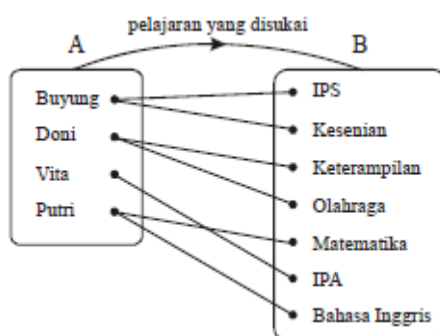 pelajaran yang disukai
A
B
Buyung
Doni
Vita
Putri
IPS
Kesenian
Keterampilan
Olahraga
Matematika
IPA
Bahasa Inggris